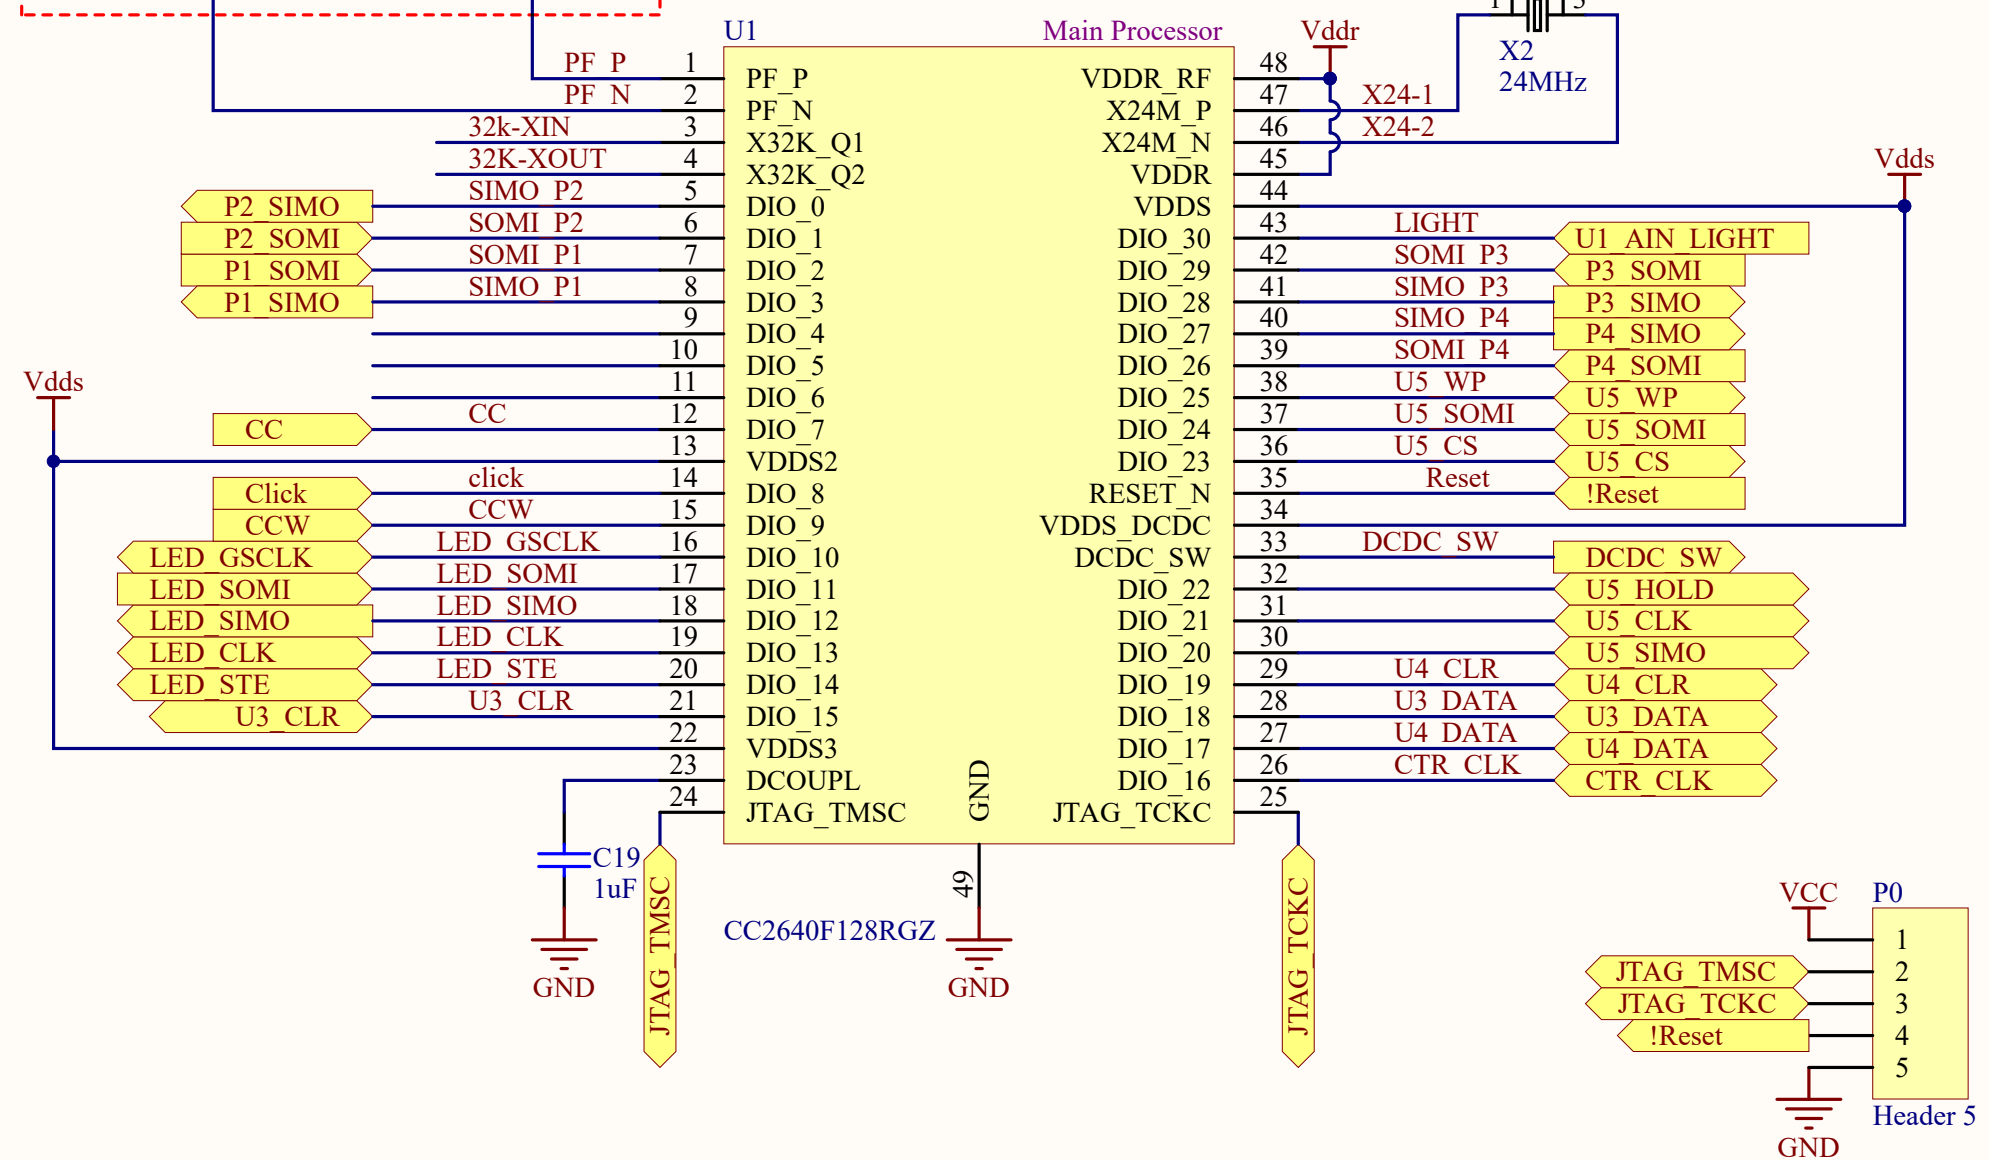 1 3
X2
24MHz
U1 Main Processor Vddr
PF_P 1 PF_P VDDR_RF 48
PF_N 2 PF_N X24M_P 47 X24-1
32k-XIN 3 X32K_Q1 X24M_N 46 X24-2
32K-XOUT 4 X32K_Q2 VDDR 45 Vdds
P2_SIMO SIMO_P2 5 DIO_0 VDDS 44
P2_SOMI SOMI_P2 6 DIO_1 DIO_30 43 LIGHT U1_AIN_LIGHT
P1_SOMI SOMI_P1 7 DIO_2 DIO_29 42 SOMI_P3 P3_SOMI
P1_SIMO SIMO_P1 8 DIO_3 DIO_28 41 SIMO_P3 P3_SIMO
9 DIO_4 DIO_27 40 SIMO_P4 P4_SIMO
10 DIO_5 DIO_26 39 SOMI_P4 P4_SOMI
Vdds 11 DIO_6 DIO_25 38 U5_WP U5_WP
CC CC 12 DIO_7 DIO_24 37 U5_SOMI U5_SOMI
13 VDDS2 DIO_23 36 U5_CS U5_CS
Click click 14 DIO_8 RESET_N 35 Reset !Reset
CCW CCW 15 DIO_9 VDDS_DCDC 34
LED_GSCLK LED_GSCLK 16 DIO_10 DCDC_SW 33 DCDC_SW DCDC_SW
LED_SOMI LED_SOMI 17 DIO_11 DIO_22 32 U5_HOLD
LED_SIMO LED_SIMO 18 DIO_12 DIO_21 31 U5_CLK
LED_CLK LED_CLK 19 DIO_13 DIO_20 30 U5_SIMO
LED_STE LED_STE 20 DIO_14 DIO_19 29 U4_CLR U4_CLR
U3_CLR U3_CLR 21 DIO_15 DIO_18 28 U3_DATA U3_DATA
22 VDDS3 DIO_17 27 U4_DATA U4_DATA
23 DCOUPL DIO_16 26 CTR_CLK CTR_CLK
24 JTAG_TMSC GND JTAG_TCKC 25
C19
1uF
JTAG_TMSC
49
JTAG_TCKC
CC2640F128RGZ
GND
GND
VCC P0
1
JTAG_TMSC 2
JTAG_TCKC 3
!Reset 4
5
Header 5
GND